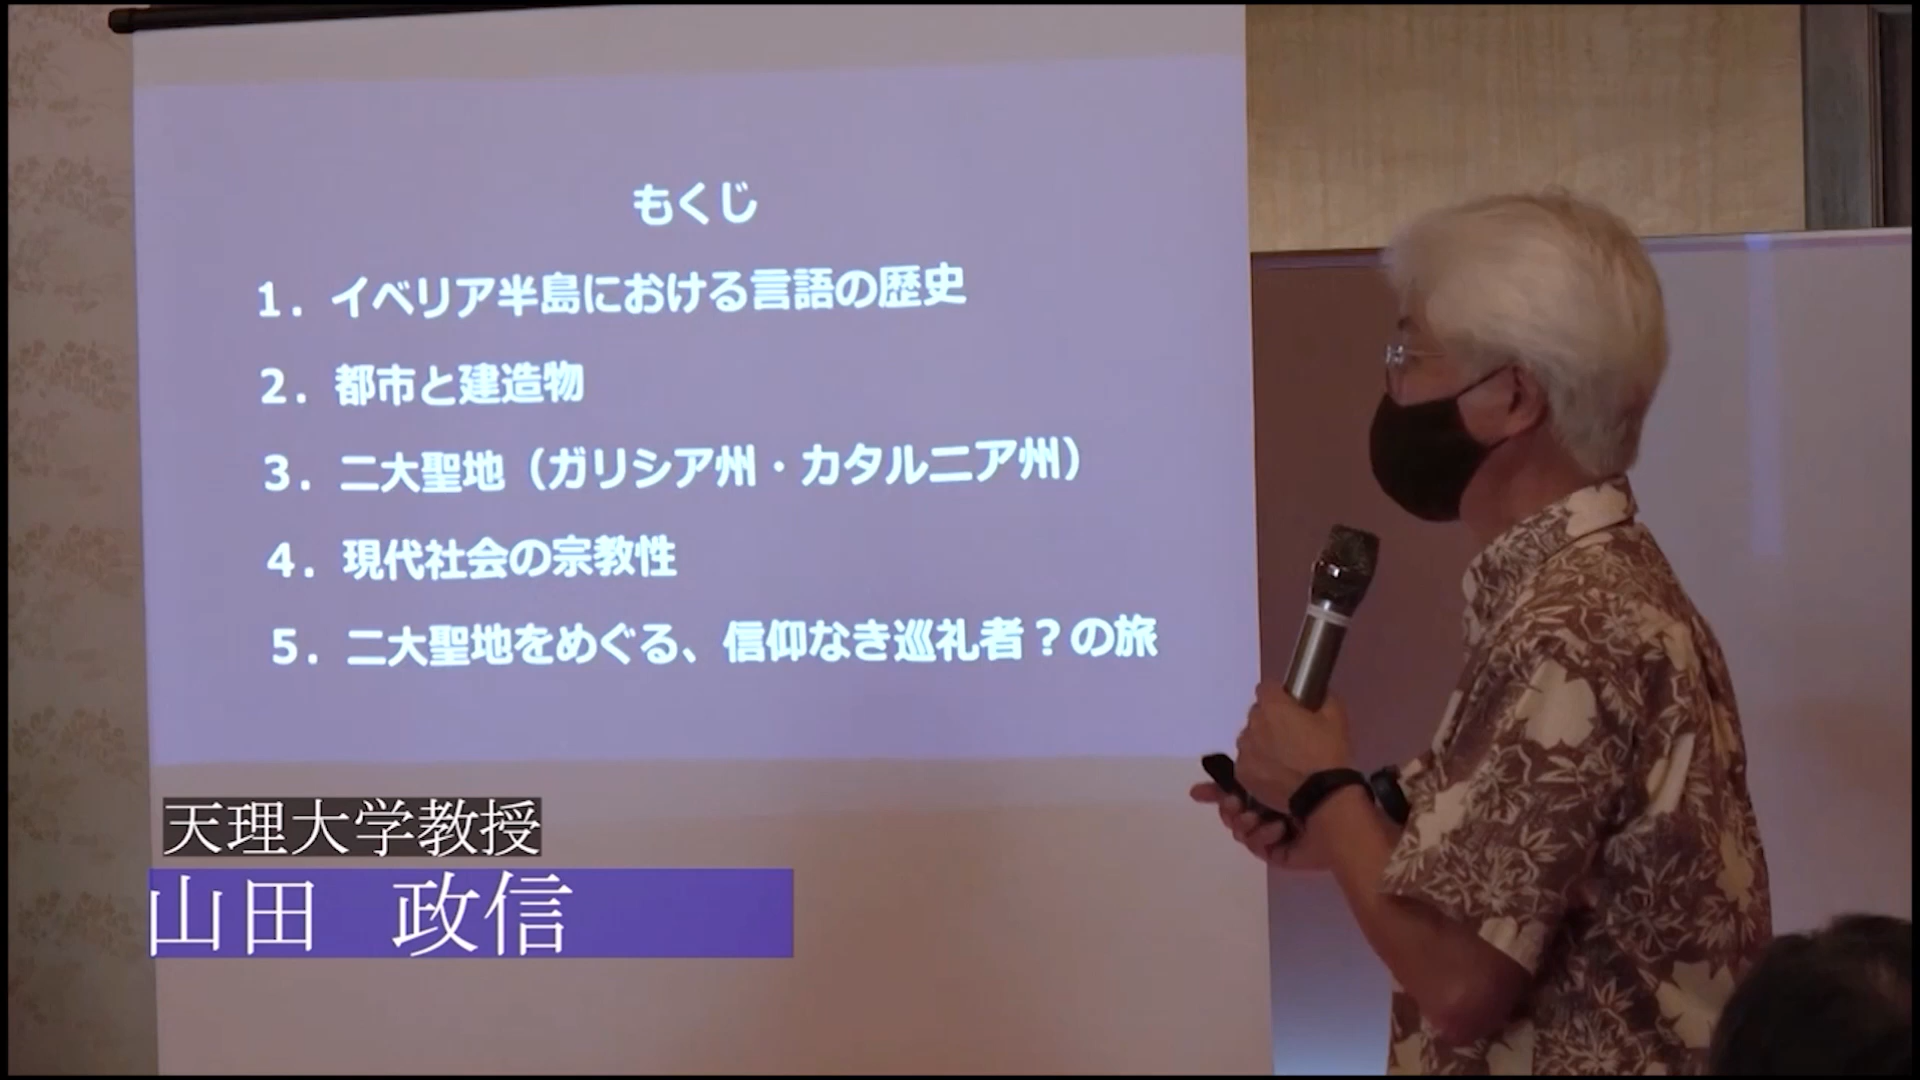 もくじ
1．イベリア半島における言語の歴史
2．都市と建造物
3．二大聖地（ガリシア州・カタルニア州）
4．現代社会の宗教性
5．二大聖地をめぐる、信仰なき巡礼者？の旅
天理大学教授
山田　政信